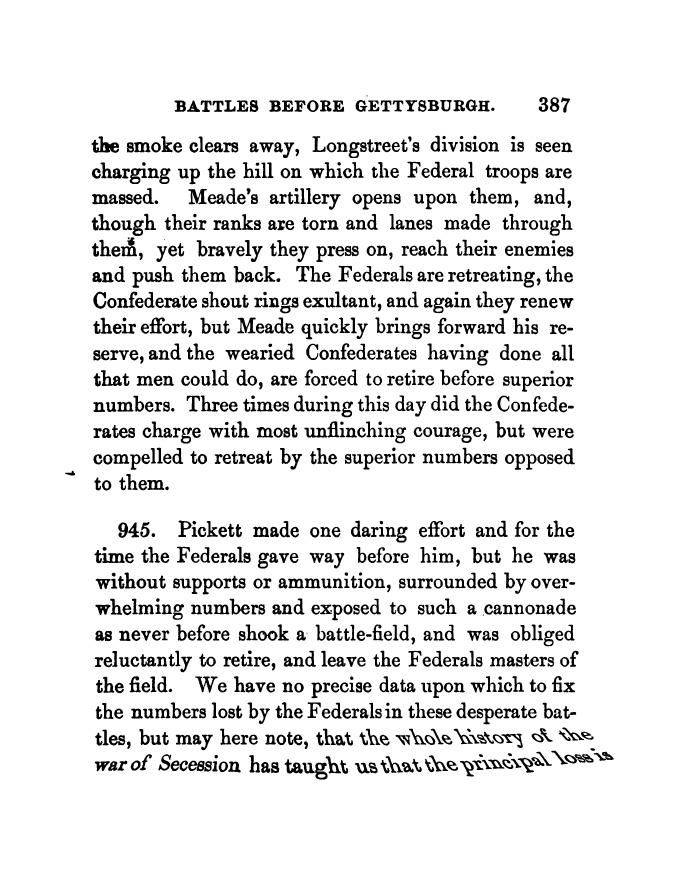 BATTLES BEFORE GETTYSBURGH. 387
the smoke clears away, Longstreet's division is seen
charging up the hill on which the Federal troops are
massed. Meade's artillery opens upon them, and,
though their ranks are torn and lanes made through
them, yet bravely they press on, reach their enemies
and push them back. The Federals are retreating, the
Confederate shout rings exultant, and again they renew
their effort, but Meade quickly brings forward his re-
serve, and the wearied Confederates having done all
that men could do, are forced to retire before superior
numbers. Three times during this day did the Confede-
rates charge with most unflinching courage, but were
compelled to retreat by the superior numbers opposed
to them.
945. Pickett made one daring effort and for the
time the Federals gave way before him, but he was
without supports or ammunition, surrounded by over-
whelming numbers and exposed to such a cannonade
as never before shook a battle-field, and was obliged
reluctantly to retire, and leave the Federals masters of
the field. We have no precise data upon which to fix
the numbers lost by the Federals in these desperate bat-
tles, but may here note, that the whole history of the
war of Secession has taught us that the principal loss is